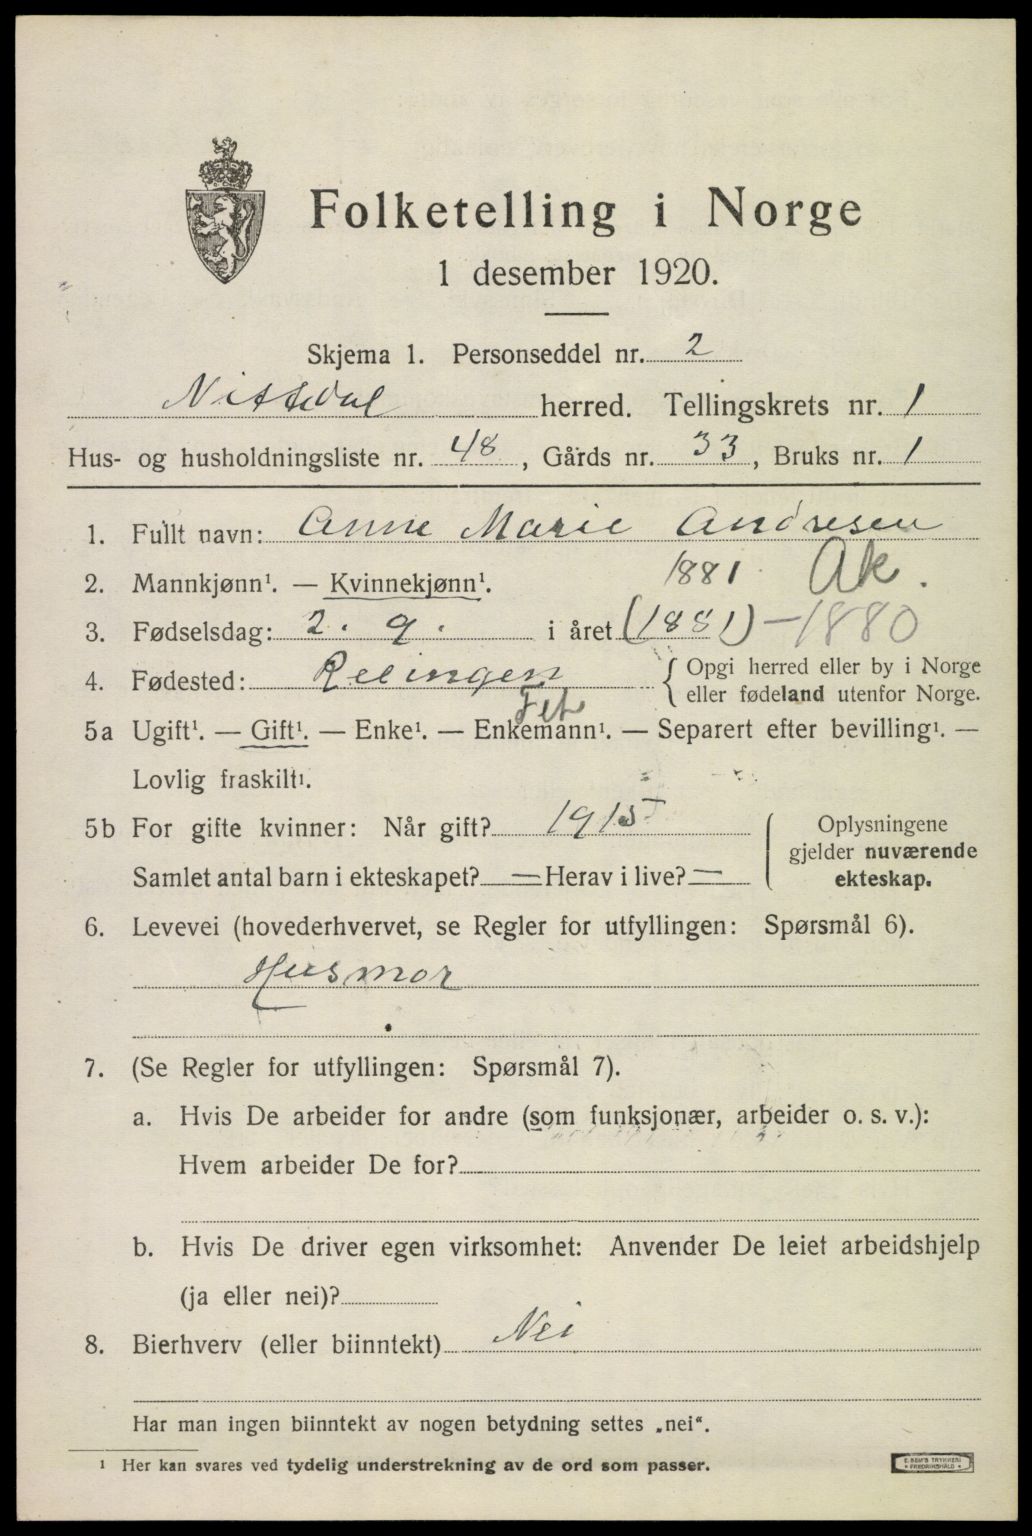 Folketelling i Norge
1 desember 1920.
Skjema 1. Personseddel nr. 2
Nittedal herred. Tellingskrets nr. 1
Hus- og husholdningsliste nr. 48, Gårds nr. 33, Bruks nr. 1
1. Fullt navn: Anne Marie Andresen
2. Mannkjønn¹. — Kvinnekjønn¹. 1881 Ak.
3. Fødselsdag: 2. 9. i året (1881) -1880
4. Fødested: Relingen { Opgi herred eller by i Norge
eller fødeland utenfor Norge.
Fet
5a Ugift¹. — Gift¹. — Enke¹. — Enkemann¹. — Separert efter bevilling¹. —
Lovlig fraskilt¹.
5b For gifte kvinner: Når gift? 1915
Samlet antal barn i ekteskapet? — Herav i live? —
Oplysningene
gjelder nuværende
ekteskap.
6. Levevei (hovederhvervet, se Regler for utfyllingen: Spørsmål 6).
Husmor
7. (Se Regler for utfyllingen: Spørsmål 7).
a. Hvis De arbeider for andre (som funksjonær, arbeider o. s. v.):
Hvem arbeider De for?
b. Hvis De driver egen virksomhet: Anvender De leiet arbeidshjelp
(ja eller nei)?
8. Bierhverv (eller biinntekt) Nei
Har man ingen biinntekt av nogen betydning settes „nei“.
¹ Her kan svares ved tydelig understrekning av de ord som passer.
E. SEM'S TRYKKERI
FREDRIKSHALD